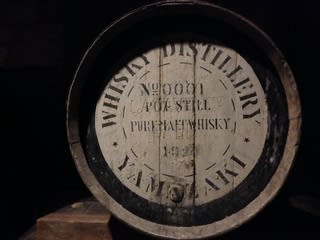 WHISKY DISTILLERY
No0001
POT STILL
PURE MALT WHISKY
YAMAZAKI